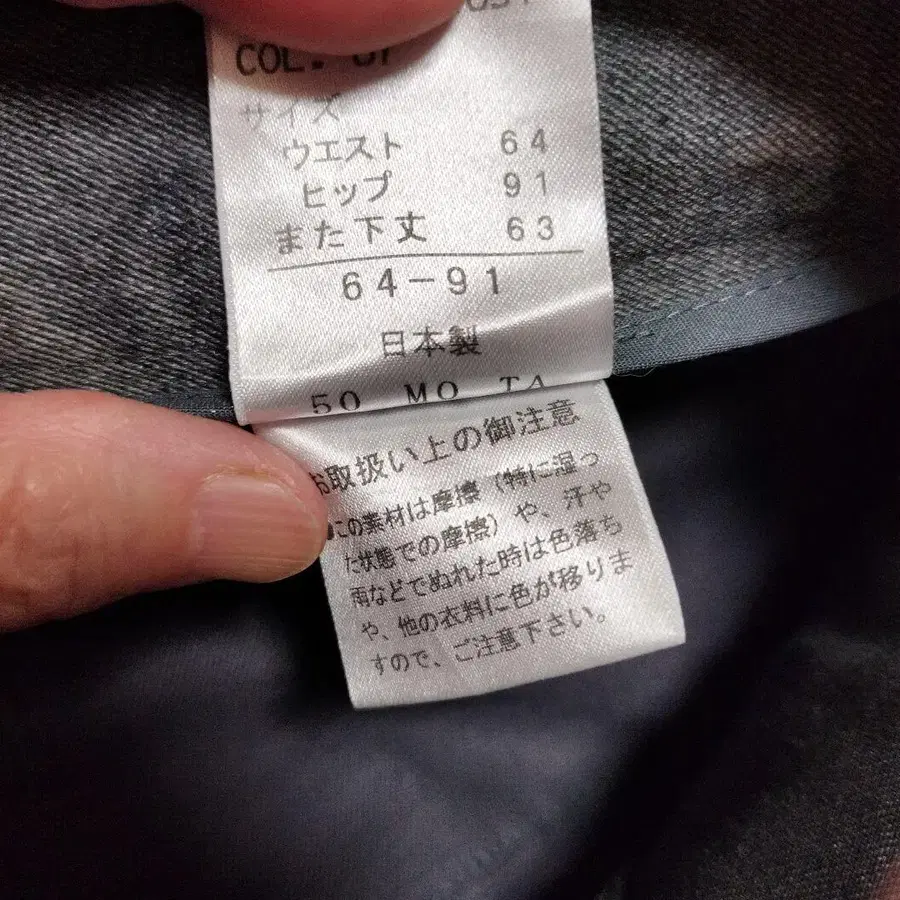 COL.
サイズ
ウエスト 64
ヒップ 91
また下丈 63
64-91
日本製
50 MO TA
お取扱い上の御注意
●この素材は摩擦（特に湿っ
た状態での摩擦）や、汗や
雨などでぬれた時は色落ち
や、他の衣料に色が移りま
すので、ご注意下さい。